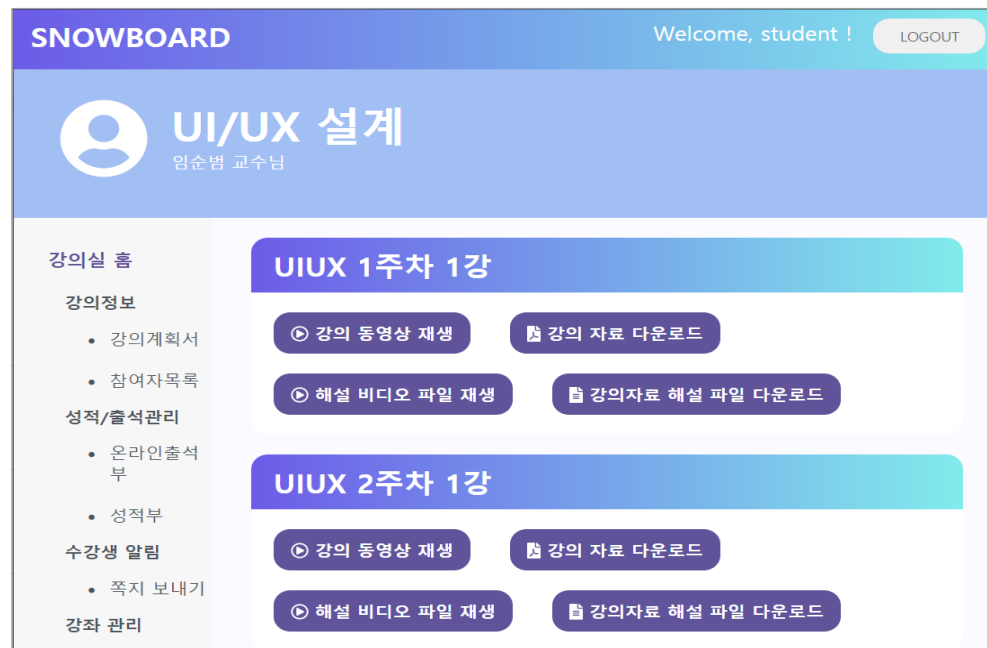 SNOWBOARD
Welcome, student !
LOGOUT
UI/UX 설계
임순범 교수님
강의실 홈
강의정보
강의계획서
참여자목록
성적/출석관리
온라인출석
부
성적부
수강생 알림
쪽지 보내기
강좌 관리
UIUX 1주차 1강
강의 동영상 재생
강의 자료 다운로드
해설 비디오 파일 재생
강의자료 해설 파일 다운로드
UIUX 2주차 1강
강의 동영상 재생
강의 자료 다운로드
해설 비디오 파일 재생
강의자료 해설 파일 다운로드